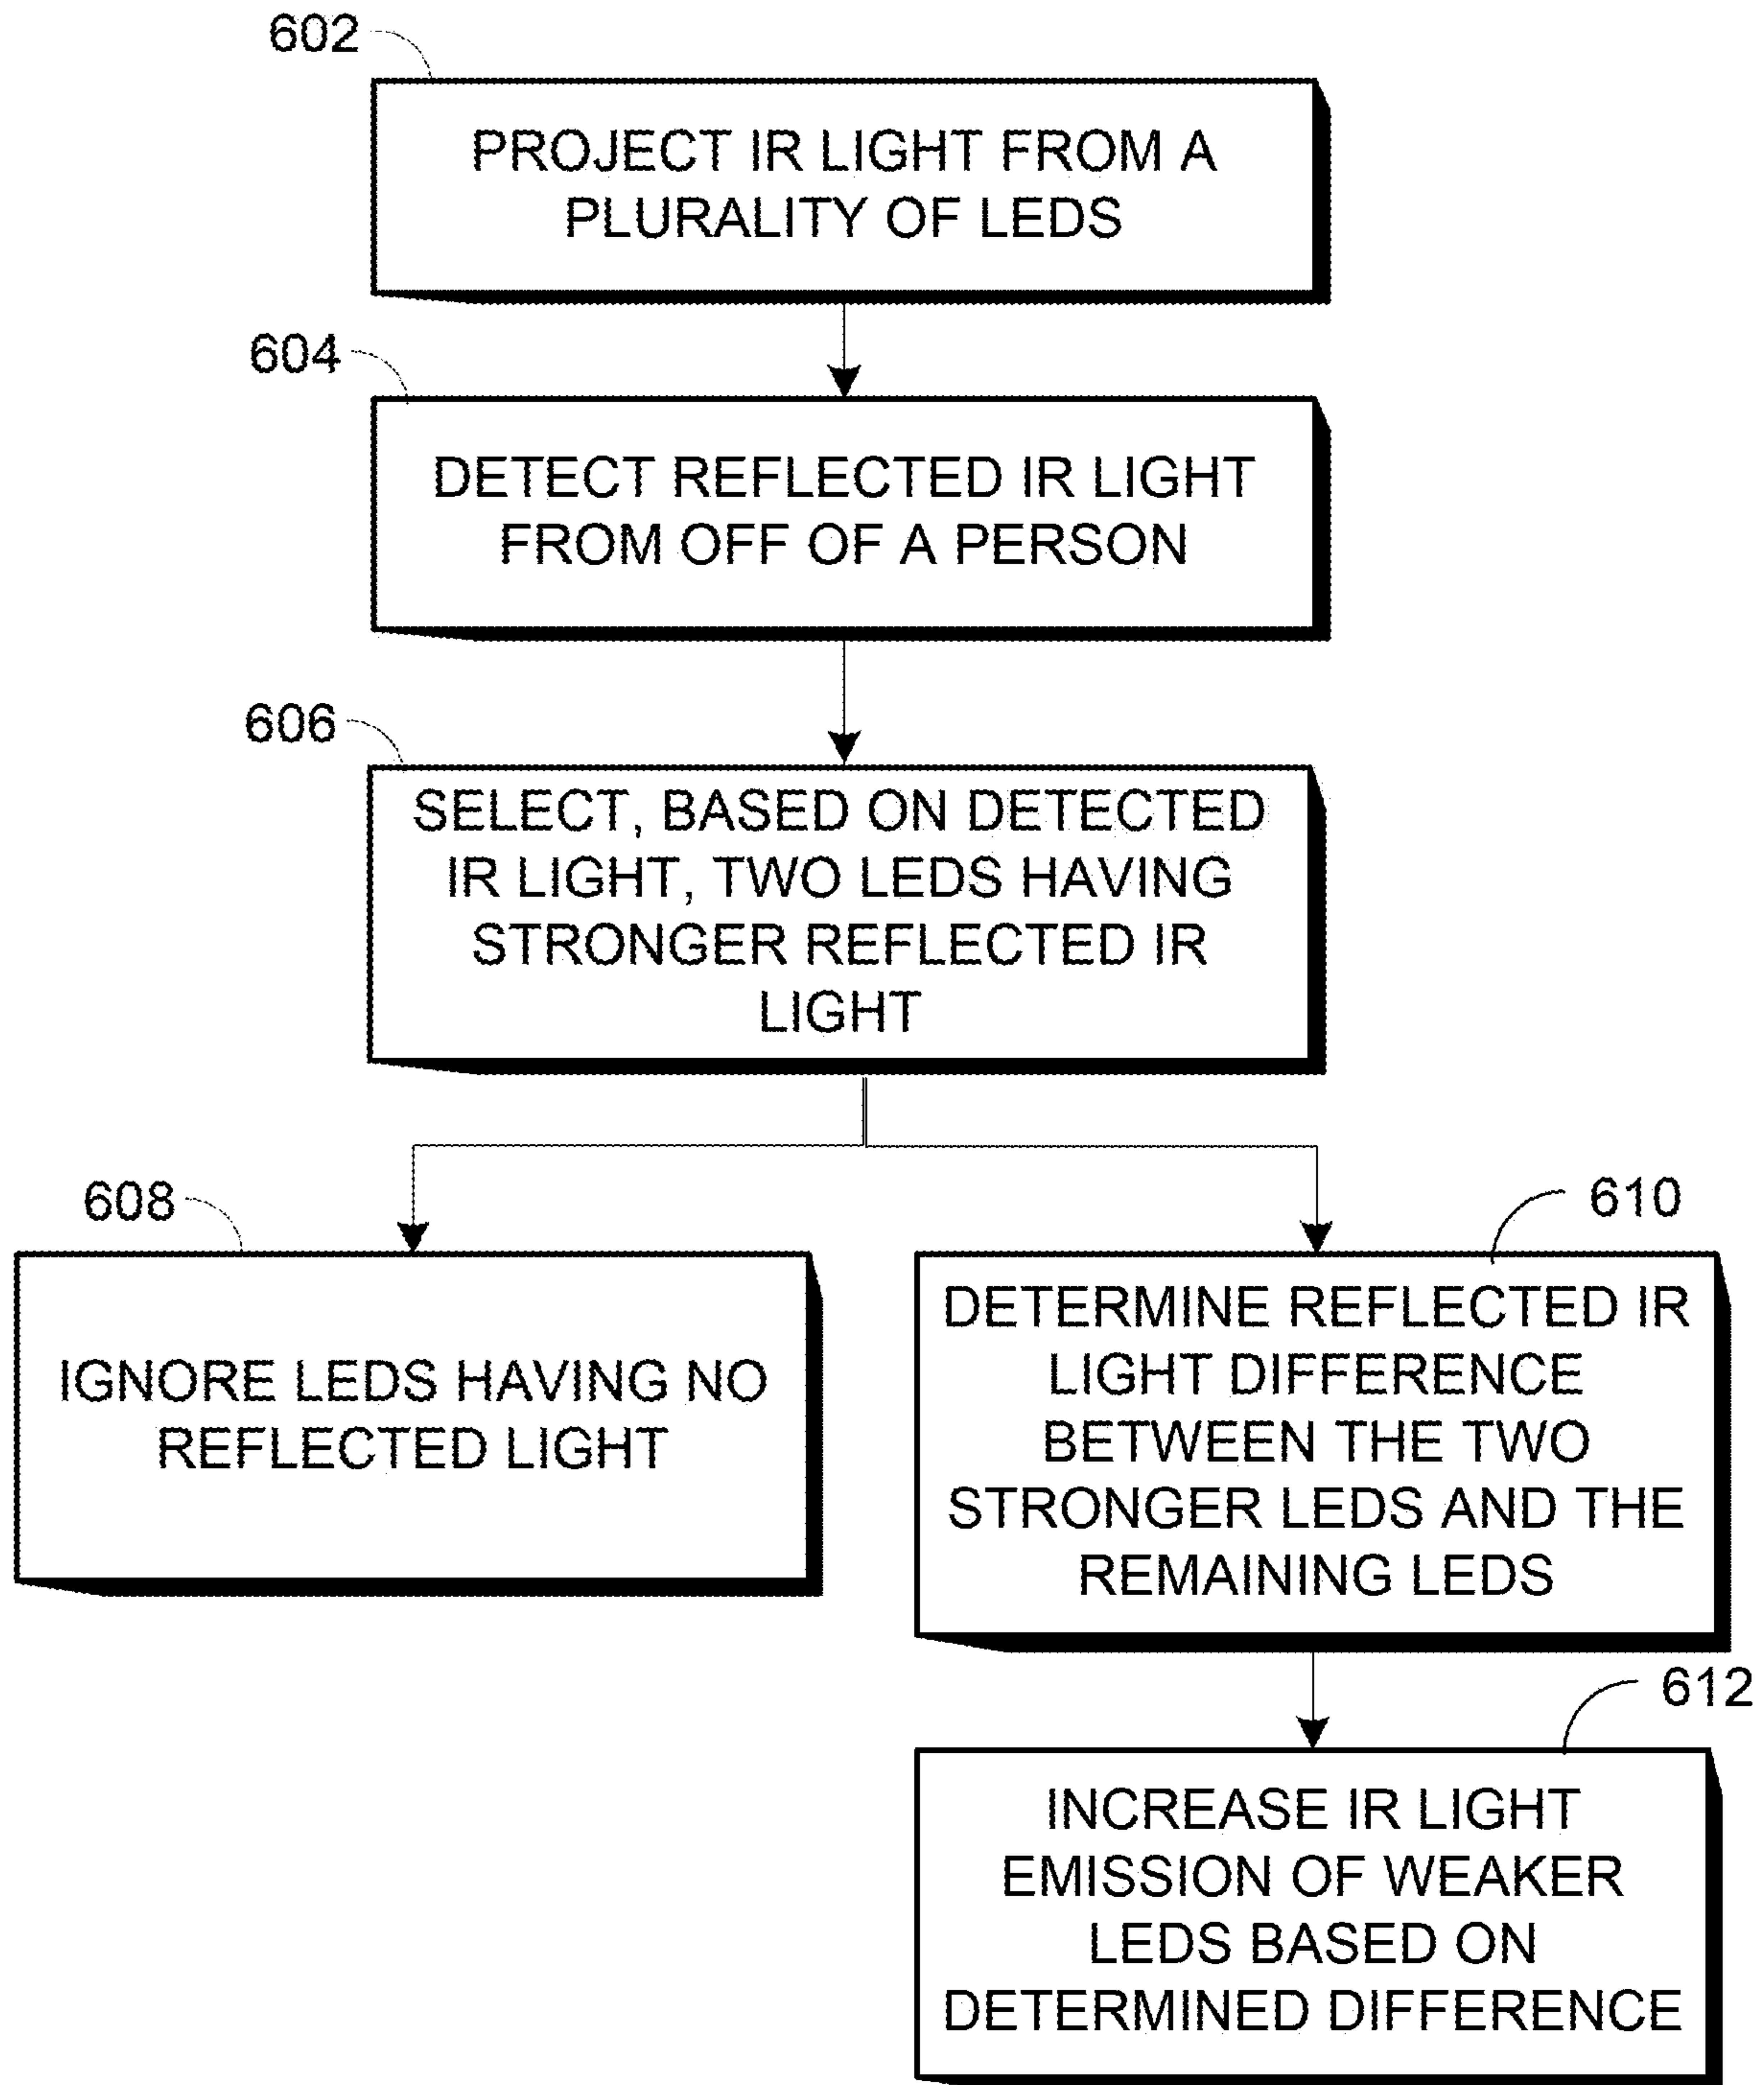 602
PROJECT IR LIGHT FROM A
PLURALITY OF LEDS
604
DETECT REFLECTED IR LIGHT
FROM OFF OF A PERSON
606
SELECT, BASED ON DETECTED
IR LIGHT, TWO LEDS HAVING
STRONGER REFLECTED IR
LIGHT
608
IGNORE LEDS HAVING NO
REFLECTED LIGHT
610
DETERMINE REFLECTED IR
LIGHT DIFFERENCE
BETWEEN THE TWO
STRONGER LEDS AND THE
REMAINING LEDS
612
INCREASE IR LIGHT
EMISSION OF WEAKER
LEDS BASED ON
DETERMINED DIFFERENCE